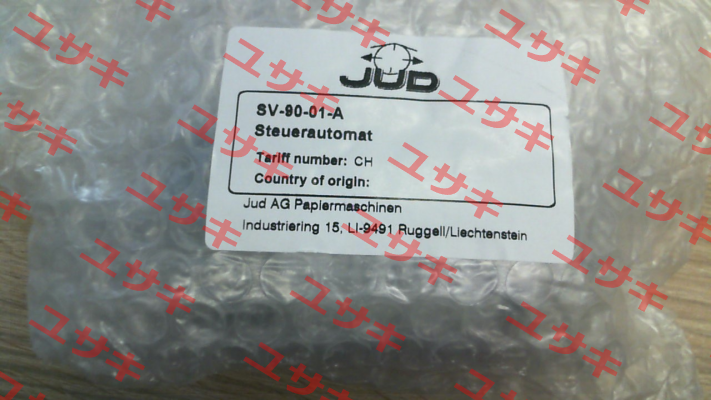 JUD
SV-90-01-A
Steuerautomat
Tariff number: CH
Country of origin:
Jud AG Papiermaschinen
Industriering 15, LI-9491 Ruggell/Liechtenstein
ユサキ